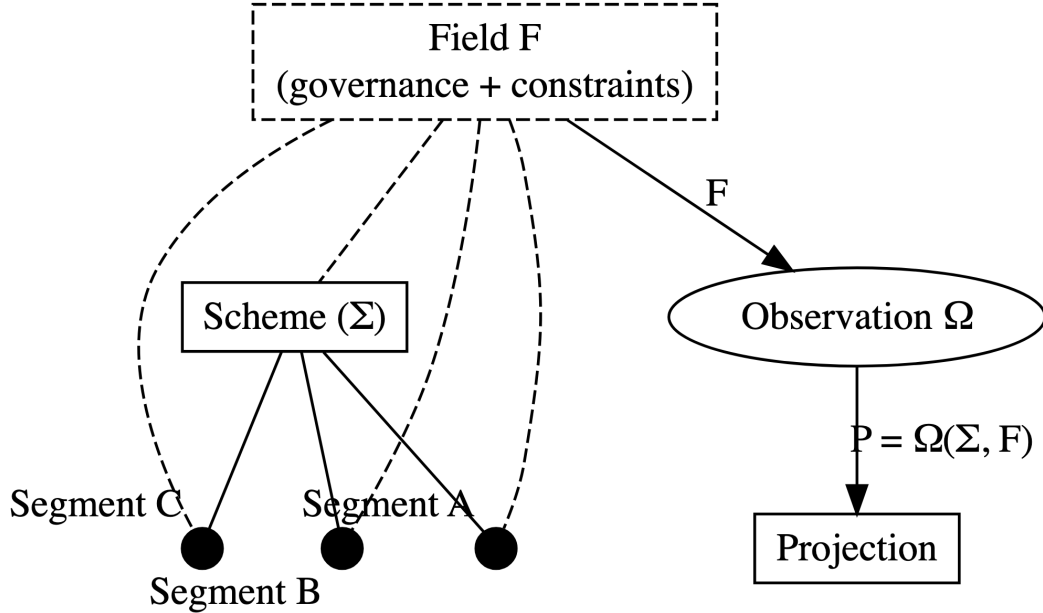 Field F
(governance + constraints)
F
Scheme (Σ)
Observation Ω
P = Ω(Σ, F)
Segment C
Segment A
Segment B
Projection